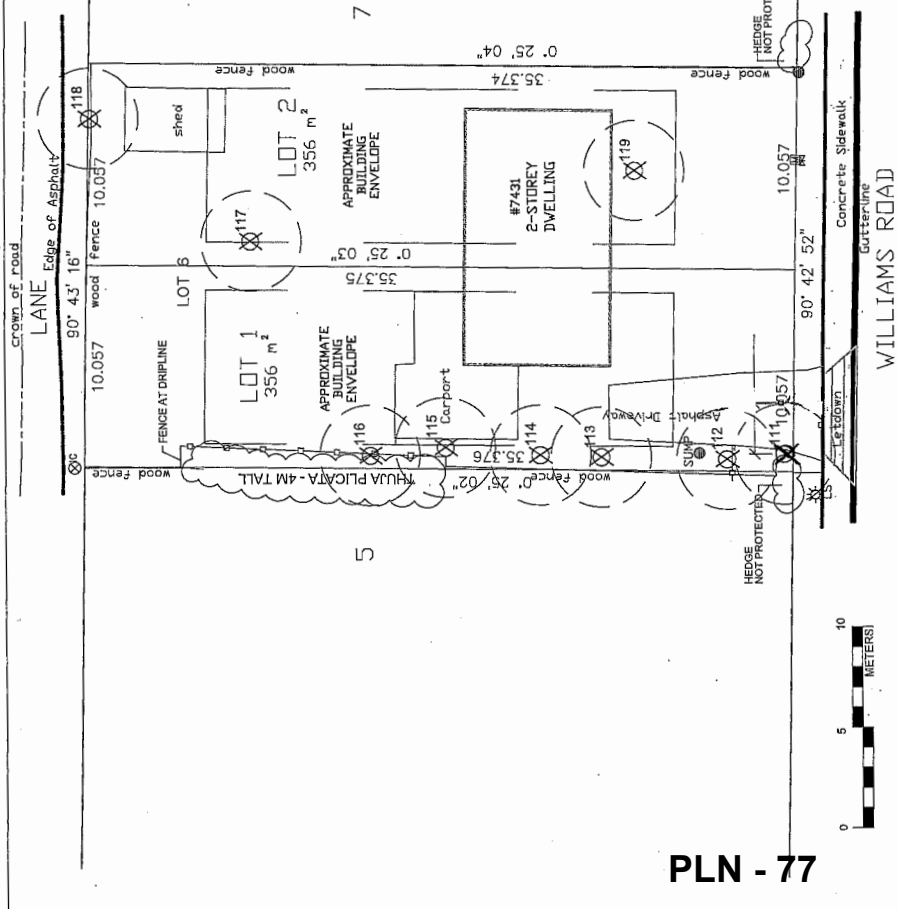 crown of road
LANE
Edge of Asphalt
90° 43' 16"
wood fence
10.057
10.057
118
shed
7
0° 25' 04"
wood fence
35.374
wood fence
HEDGE
NOT PROT
LOT 2
356 m²
APPROXIMATE
BUILDING
ENVELOPE
117
LOT 6
0° 25' 03"
35.375
#7431
2-STOREY
DWELLING
119
LOT 1
356 m²
APPROXIMATE
BUILDING
ENVELOPE
FENCE AT DRIPLINE
116
115
Carport
114
113
Asphalt Driveway
SUMP
112
111
10.057
10.057
90° 42' 52"
wood fence
THUJA PLICATA - 4M TALL
35.376
0° 25' 02"
wood fence
5
HEDGE
NOT PROTECTED
Letdown
Concrete Sidewalk
Gutterline
WILLIAMS ROAD
0
5
10
METERS
PLN - 77